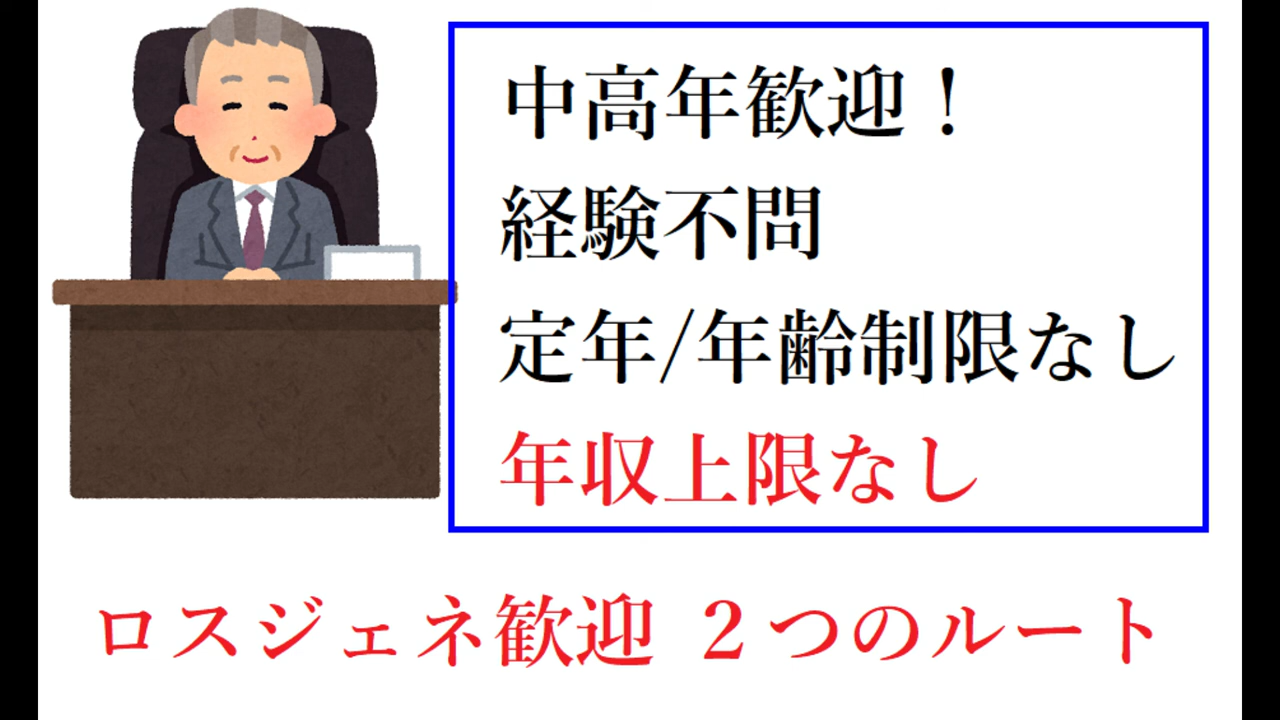 中高年歓迎！
経験不問
定年/年齢制限なし
年収上限なし
ロスジェネ歓迎 ２つのルート